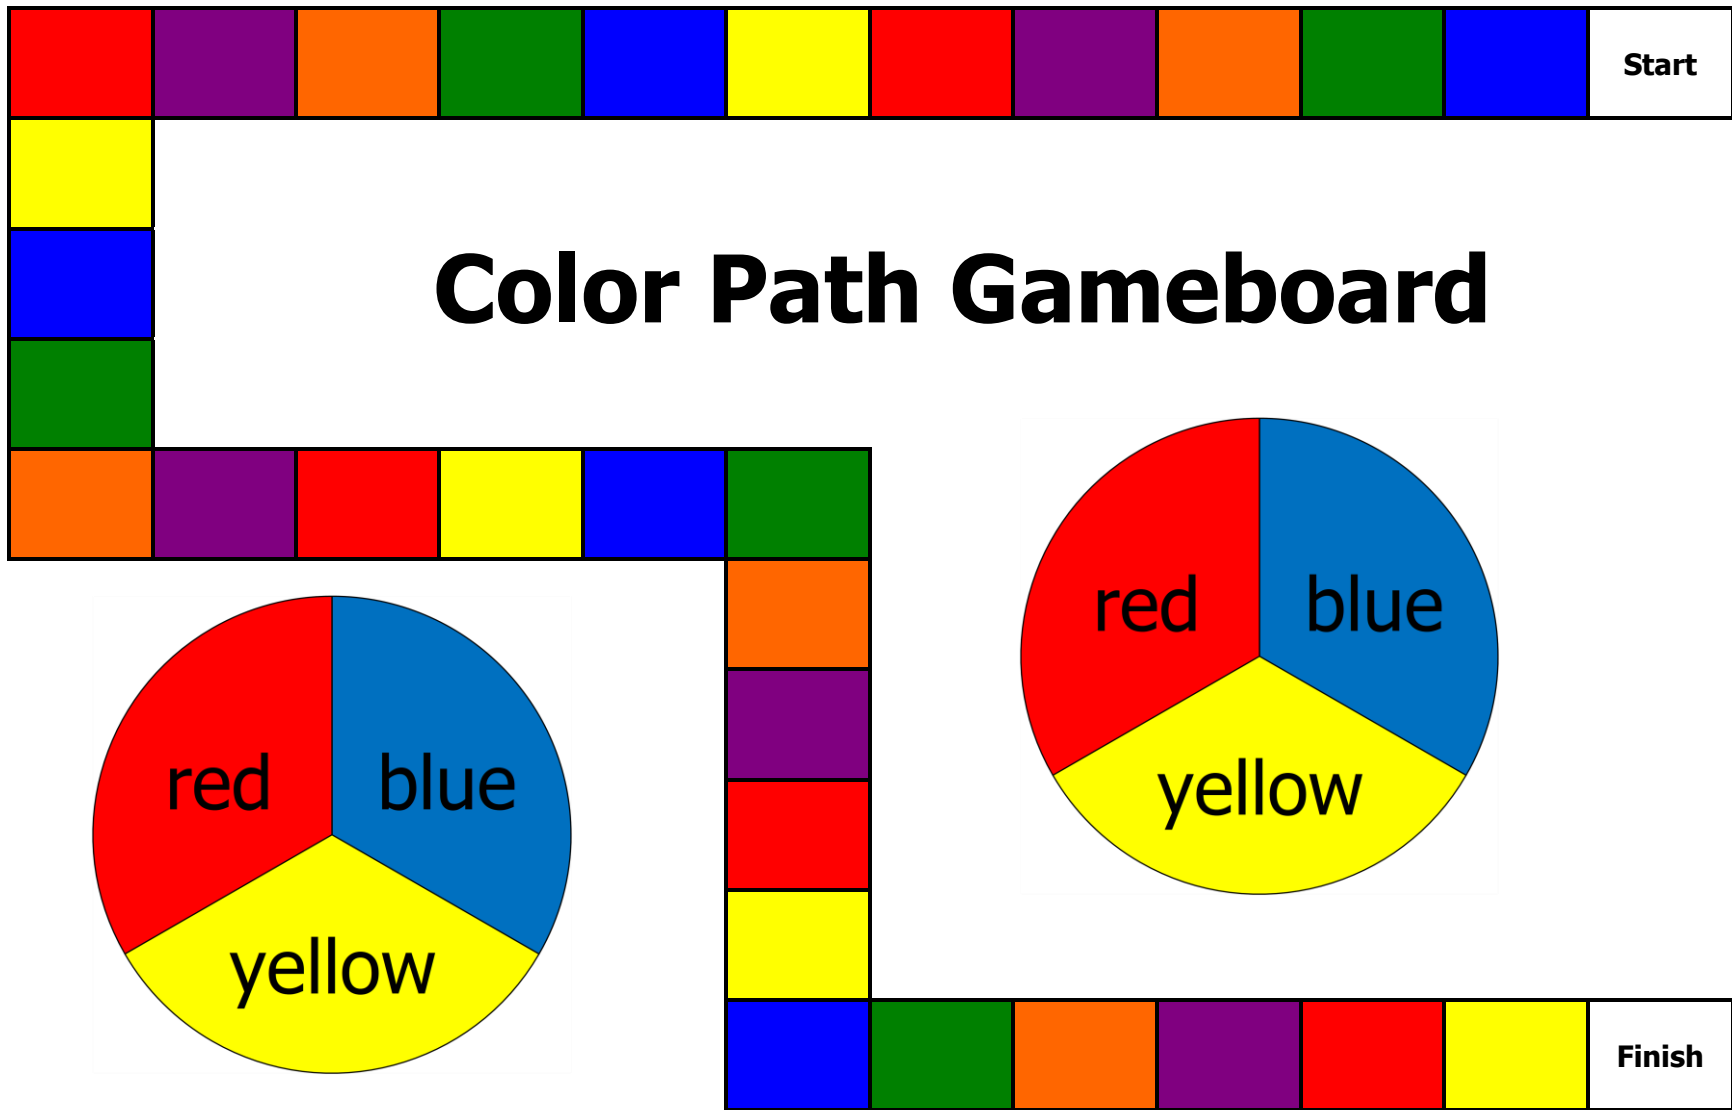 Start
Color Path Gameboard
red blue
yellow
red blue
yellow
Finish